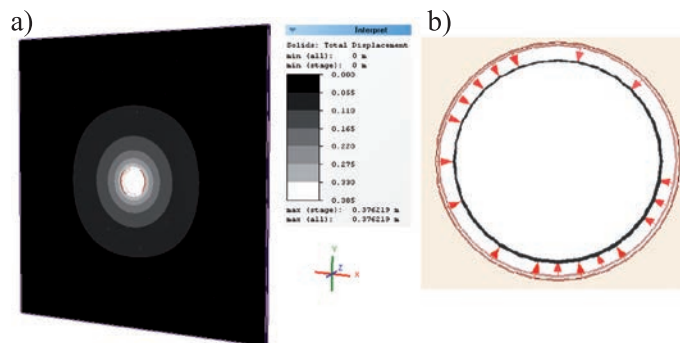 a)
Interpret
Solids: Total Displacement
min (all): 0 m
min (stage): 0 m
0.000
0.055
0.110
0.165
0.220
0.275
0.330
0.385
max (stage): 0.376219 m
max (all): 0.376219 m
Y
Z
X
b)